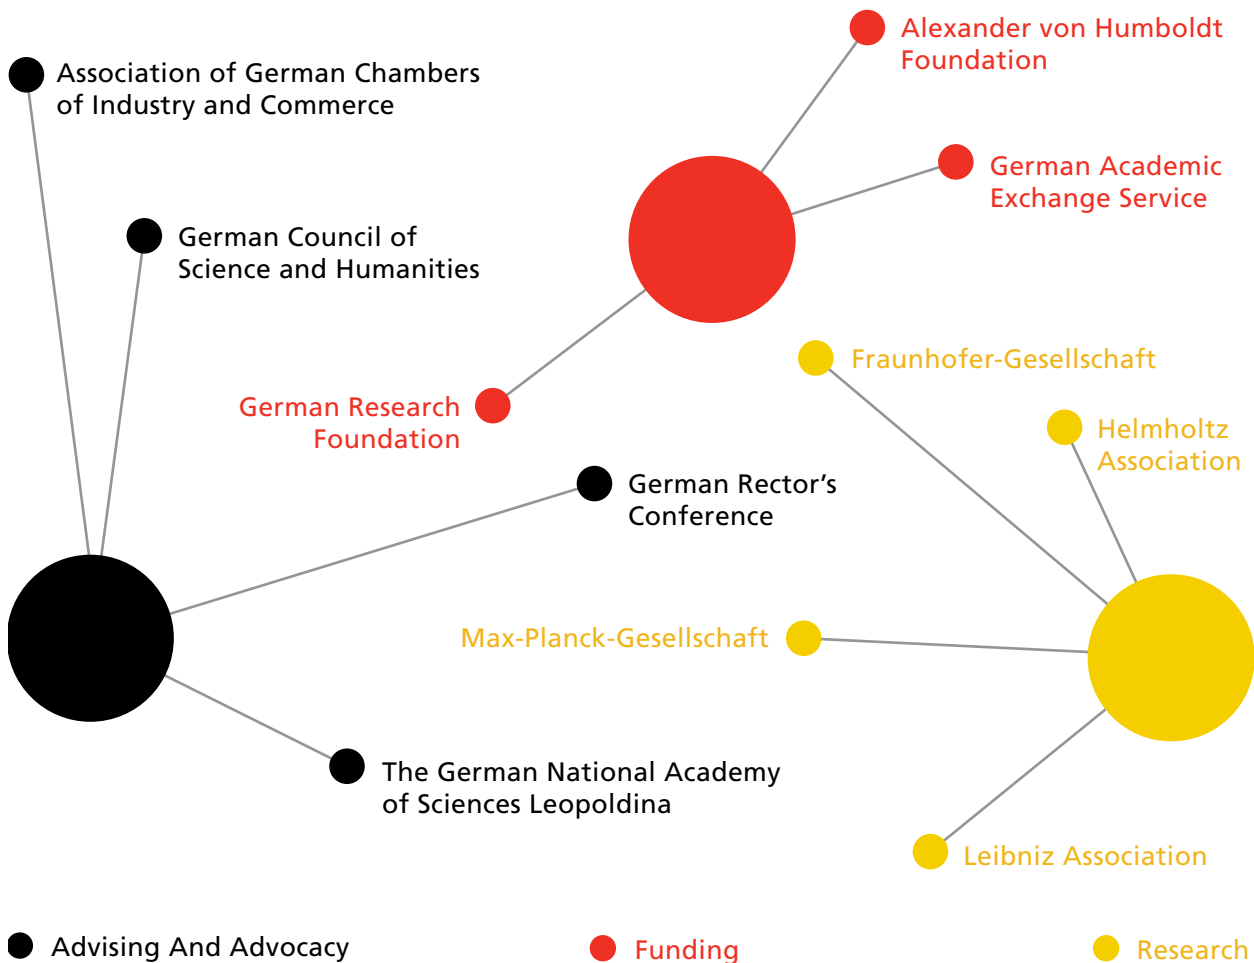 Alexander von Humboldt
Foundation
Association of German Chambers
of Industry and Commerce
German Academic
Exchange Service
German Council of
Science and Humanities
Fraunhofer-Gesellschaft
German Research
Foundation
Helmholtz
Association
German Rector's
Conference
Max-Planck-Gesellschaft
The German National Academy
of Sciences Leopoldina
Leibniz Association
Advising And Advocacy
Funding
Research